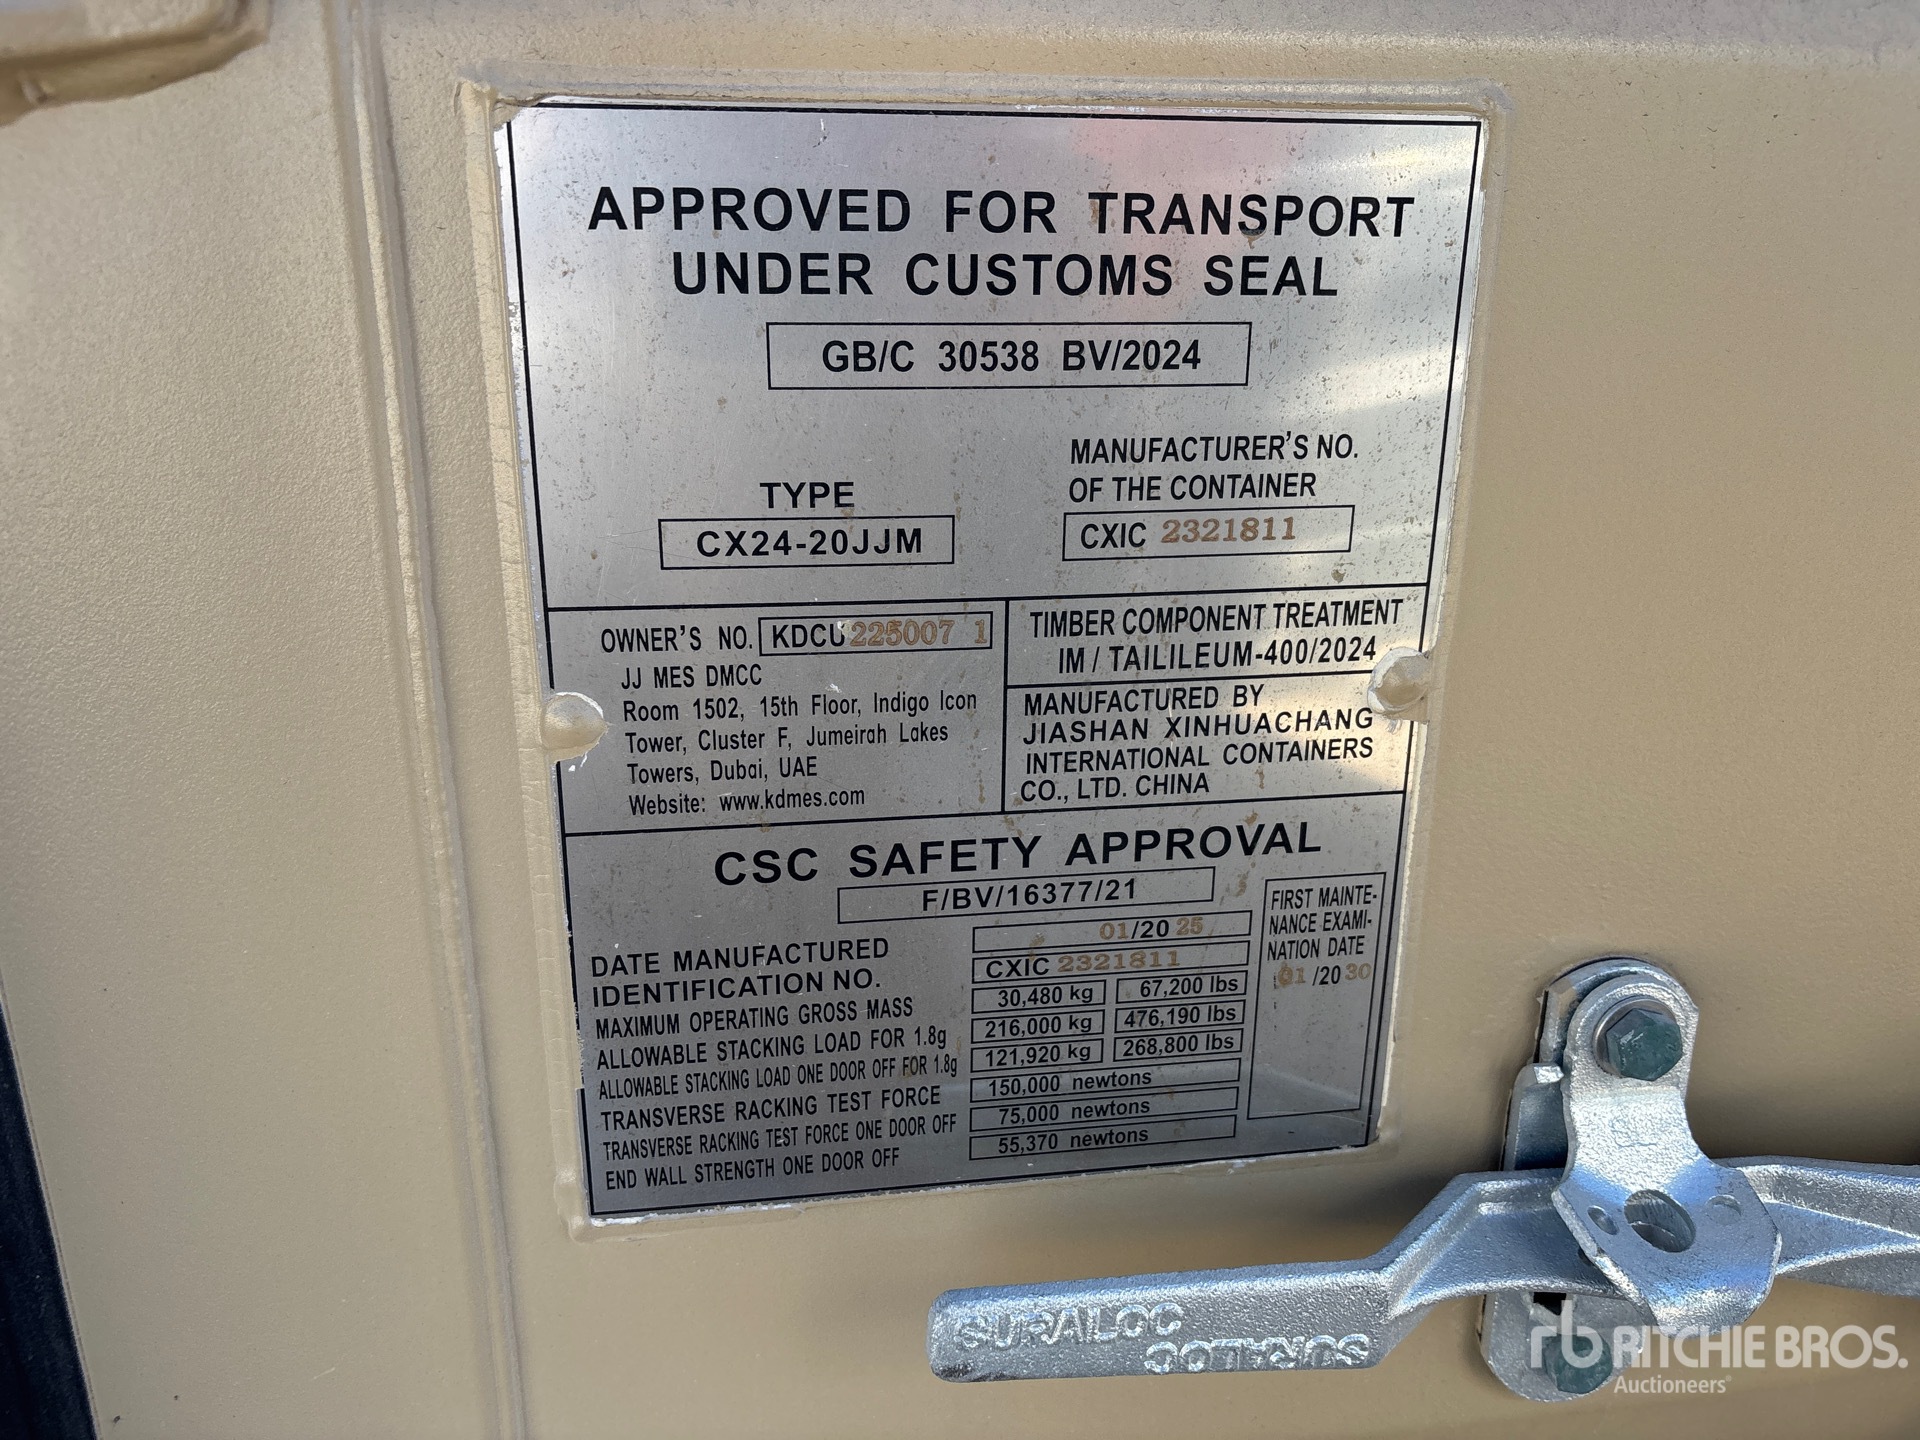 APPROVED FOR TRANSPORT
UNDER CUSTOMS SEAL
GB/C 30538 BV/2024
TYPE
CX24-20JJM
MANUFACTURER'S NO.
OF THE CONTAINER
CXIC 2321811
OWNER'S NO. KDCU 225007 1
JJ MES DMCC
Room 1502, 15th Floor, Indigo Icon
Tower, Cluster F, Jumeirah Lakes
Towers, Dubai, UAE
Website: www.kdmes.com
TIMBER COMPONENT TREATMENT
IM / TAILILEUM-400/2024
MANUFACTURED BY
JIASHAN XINHUACHANG
INTERNATIONAL CONTAINERS
CO., LTD. CHINA
CSC SAFETY APPROVAL
F/BV/16377/21
DATE MANUFACTURED 01/20 25
IDENTIFICATION NO. CXIC 2321811
MAXIMUM OPERATING GROSS MASS 30,480 kg 67,200 lbs
ALLOWABLE STACKING LOAD FOR 1.8g 216,000 kg 476,190 lbs
ALLOWABLE STACKING LOAD ONE DOOR OFF FOR 1.8g 121,920 kg 268,800 lbs
TRANSVERSE RACKING TEST FORCE 150,000 newtons
TRANSVERSE RACKING TEST FORCE ONE DOOR OFF 75,000 newtons
END WALL STRENGTH ONE DOOR OFF 55,370 newtons
FIRST MAINTE-
NANCE EXAMI-
NATION DATE
01 /20 30
rb RITCHIE BROS.
Auctioneers